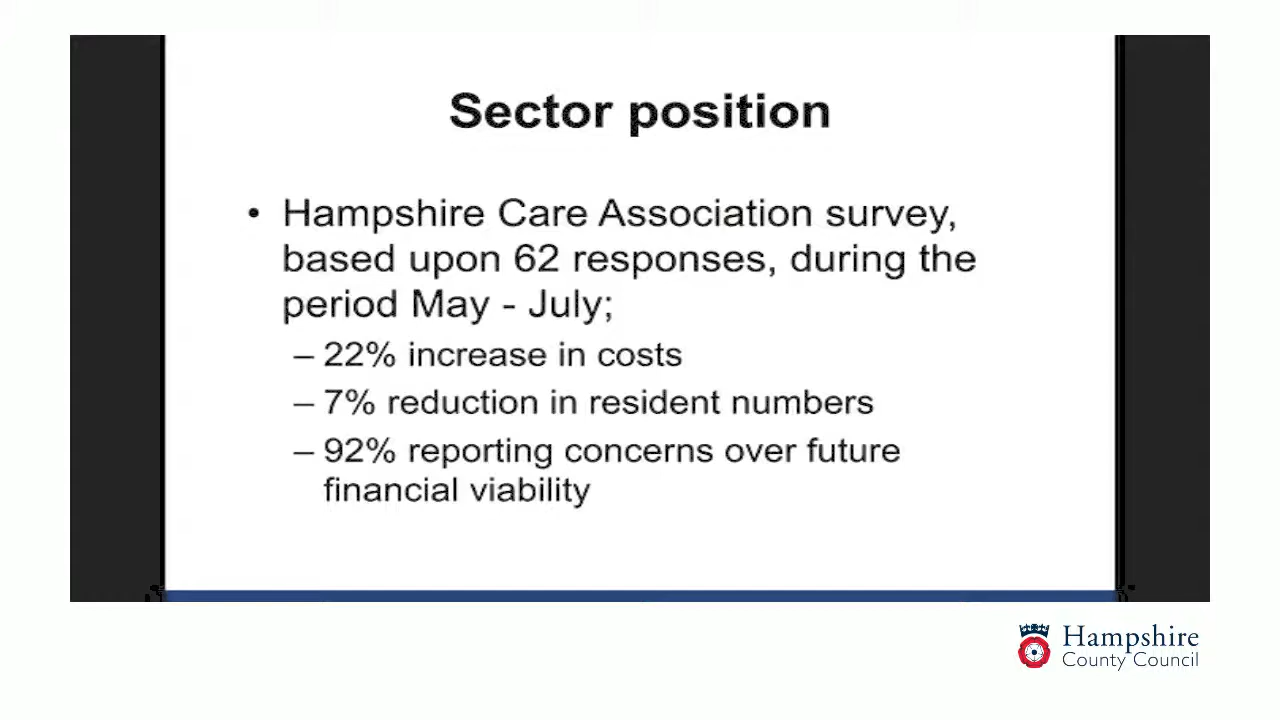 Sector position
• Hampshire Care Association survey,
based upon 62 responses, during the
period May - July;
– 22% increase in costs
– 7% reduction in resident numbers
– 92% reporting concerns over future
financial viability
Hampshire
County Council